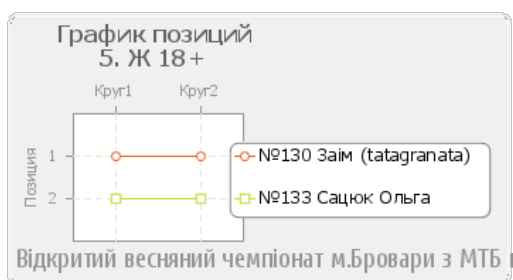 График позиций
5. Ж 18+
Круг1 Круг2
Позиция
1
№130 Заім (tatagranata)
2
№133 Сацюк Ольга
Відкритий весняний чемпіонат м.Бровари з МТБ